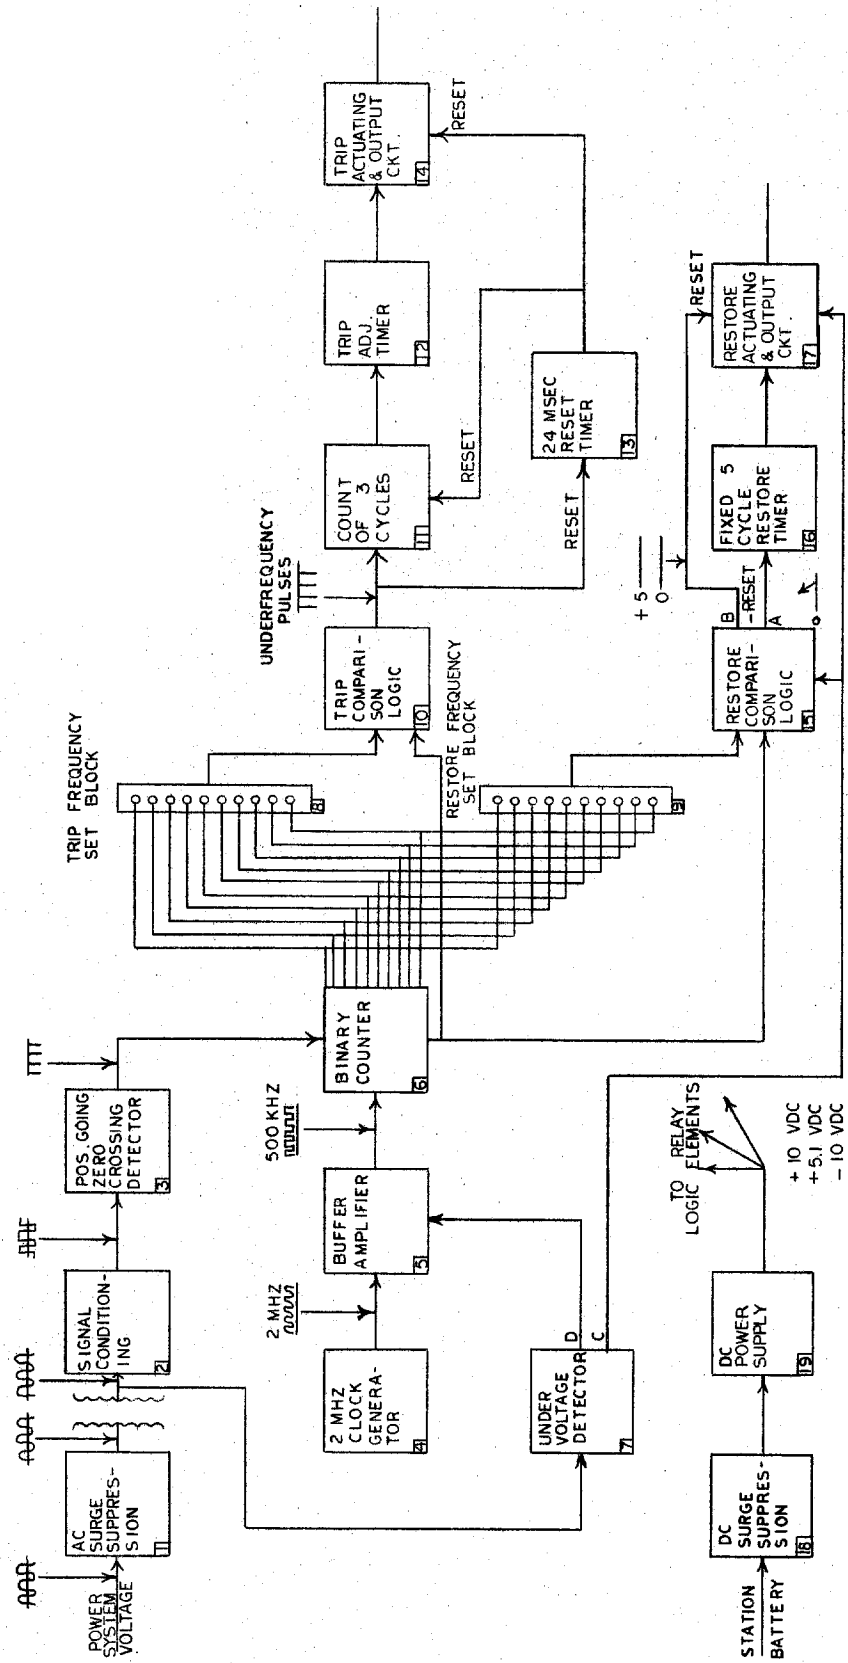 POWER
SYSTEM
VOLTAGE
AC
SURGE
SUPPRES-
SION
1
SIGNAL
CONDITION-
ING
2
POS. GOING
ZERO
CROSSING
DETECTOR
3
2 MHZ
CLOCK
GENERA-
TOR
4
2 MHZ
BUFFER
AMPLIFIER
5
500 KHZ
BINARY
COUNTER
6
UNDER
VOLTAGE
DETECTOR
7
D
C
TRIP FREQUENCY
SET BLOCK
8
RESTORE FREQUENCY
SET BLOCK
9
TRIP
COMPARI-
SON
LOGIC
10
UNDERFREQUENCY
PULSES
COUNT
OF 3
CYCLES
11
RESET
TRIP
ADJ.
TIMER
12
24 MSEC
RESET
TIMER
13
RESET
TRIP
ACTUATING
& OUTPUT
CKT.
14
RESET
RESTORE
COMPARI-
SON
LOGIC
15
B
-RESET
A
+5
0
FIXED 5
CYCLE
RESTORE
TIMER
16
RESTORE
ACTUATING
& OUTPUT
CKT.
17
RESET
STATION
BATTERY
DC
SURGE
SUPPRES-
SION
18
DC
POWER
SUPPLY
19
TO RELAY
LOGIC ELEMENTS
+10 VDC
+5.1 VDC
-10 VDC